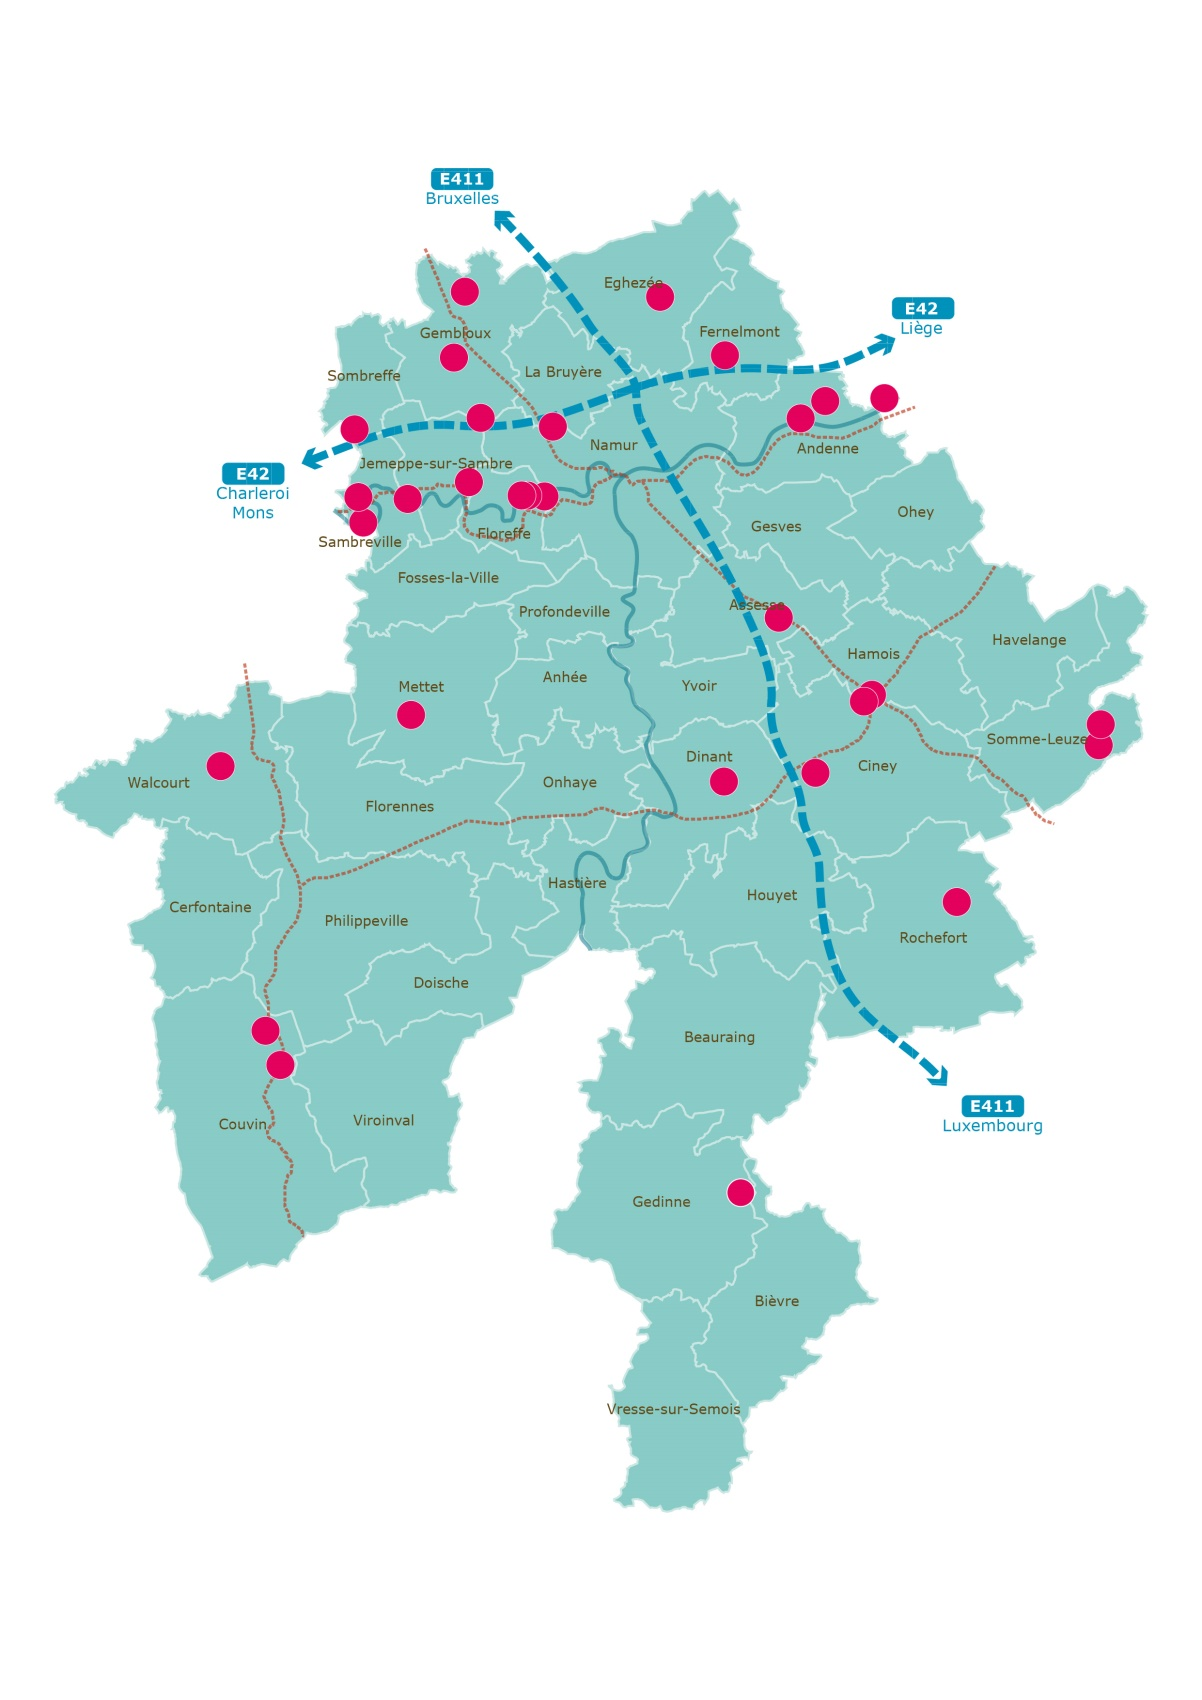 E411
Bruxelles
Eghezée
E42
Liège
Fernelmont
Gembloux
La Bruyère
Sombreffe
Namur
Andenne
Jemeppe-sur-Sambre
E42
Charleroi
Mons
Ohey
Gesves
Floreffe
Sambreville
Fosses-la-Ville
Assesse
Profondeville
Havelange
Hamois
Anhée
Yvoir
Mettet
Somme-Leuze
Dinant
Ciney
Walcourt
Onhaye
Florennes
Hastière
Houyet
Cerfontaine
Philippeville
Rochefort
Doische
Beauraing
E411
Luxembourg
Couvin
Viroinval
Gedinne
Bièvre
Vresse-sur-Semois